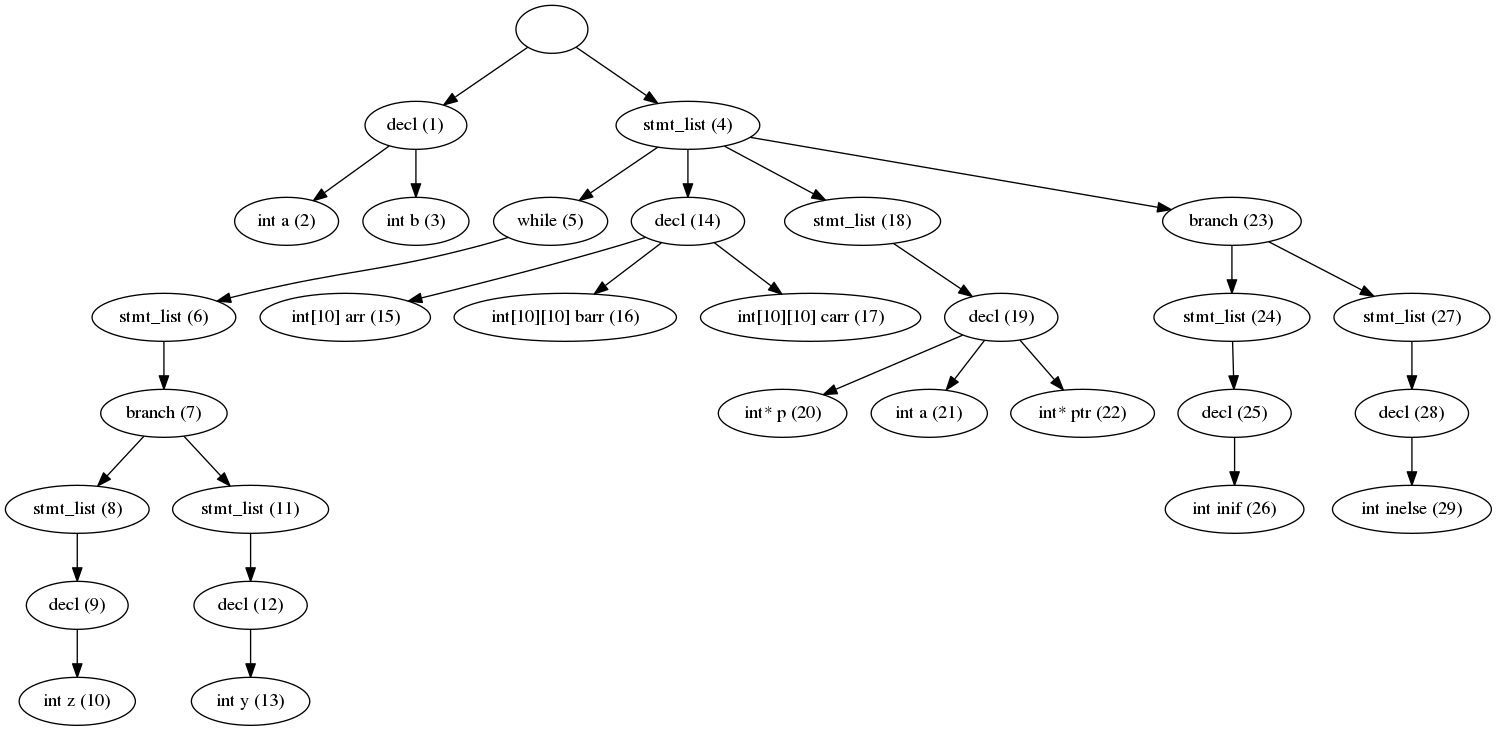 decl (1)
stmt_list (4)
int a (2)
int b (3)
while (5)
decl (14)
stmt_list (18)
branch (23)
stmt_list (6)
int[10] arr (15)
int[10][10] barr (16)
int[10][10] carr (17)
decl (19)
stmt_list (24)
stmt_list (27)
branch (7)
int* p (20)
int a (21)
int* ptr (22)
decl (25)
decl (28)
stmt_list (8)
stmt_list (11)
int inif (26)
int inelse (29)
decl (9)
decl (12)
int z (10)
int y (13)